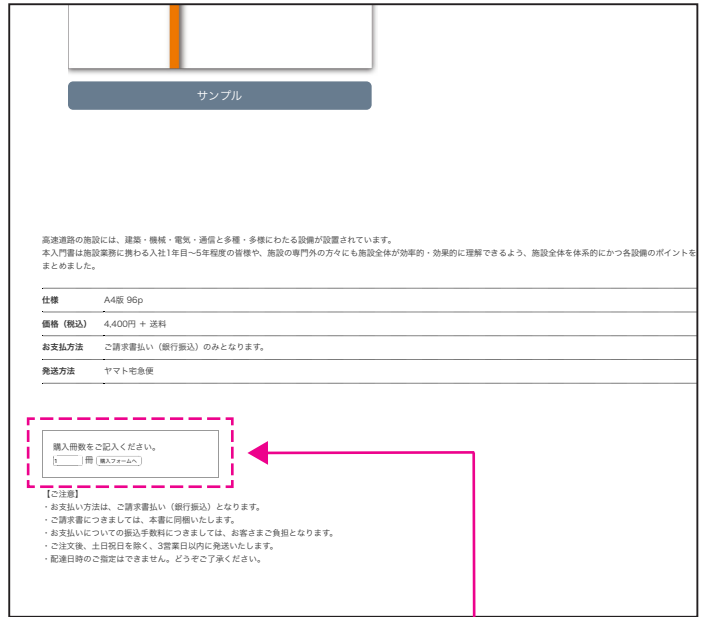 サンプル
高速道路の施設には、建築・機械・電気・通信と多種・多様にわたる設備が設置されています。
本入門書は施設業務に携わる入社1年目～5年程度の皆様や、施設の専門外の方々にも施設全体が効率的・効果的に理解できるよう、施設全体を体系的にかつ各設備のポイントを
まとめました。
仕様 A4版 96p
価格（税込） 4,400円 + 送料
お支払方法 ご請求書払い（銀行振込）のみとなります。
発送方法 ヤマト宅急便
購入冊数をご記入ください。
1 冊 購入フォームへ
【ご注意】
・お支払い方法は、ご請求書払い（銀行振込）となります。
・ご請求書につきましては、本書に同梱いたします。
・お支払いについての振込手数料につきましては、お客さまご負担となります。
・ご注文後、土日祝日を除く、3営業日以内に発送いたします。
・配達日時のご指定はできません。どうぞご了承ください。